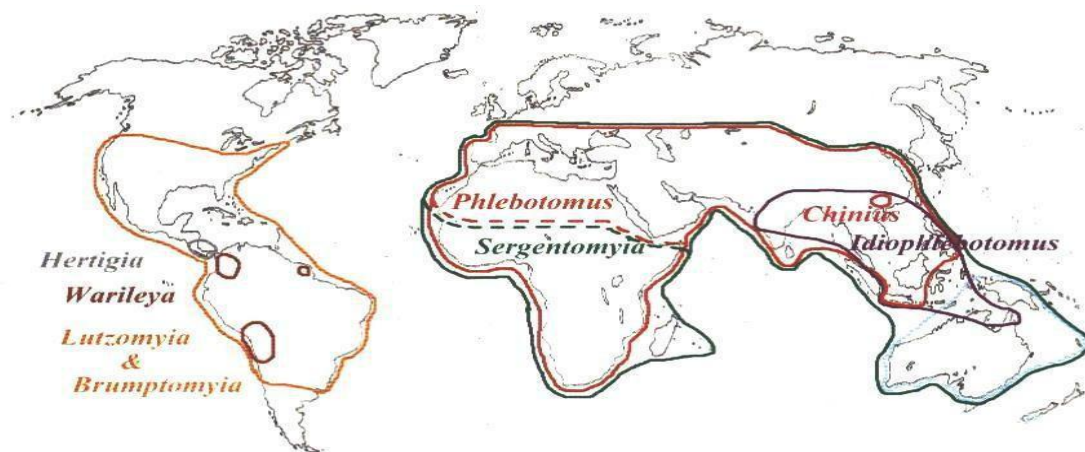 Phlebotomus
Sergentomyia
Chinius
Idiophlebotomus
Hertigia
Warileya
Lutzomyia
&
Brumptomyia